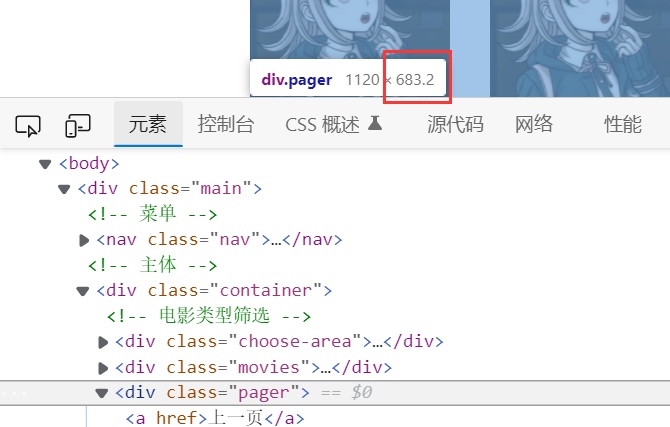 div.pager 1120 × 683.2
元素 控制台 CSS 概述 源代码 网络 性能
<body>
<div class="main">
<!-- 菜单 -->
<nav class="nav">…</nav>
<!-- 主体 -->
<div class="container">
<!-- 电影类型筛选 -->
<div class="choose-area">…</div>
<div class="movies">…</div>
<div class="pager"> == $0
<a href>上一页</a>